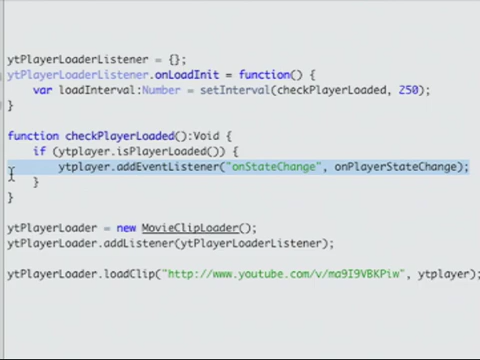 ytPlayerLoaderListener = {};
ytPlayerLoaderListener.onLoadInit = function() {
var loadInterval:Number = setInterval(checkPlayerLoaded, 250);
}
function checkPlayerLoaded():Void {
if (ytplayer.isPlayerLoaded()) {
ytplayer.addEventListener("onStateChange", onPlayerStateChange);
}
}
ytPlayerLoader = new MovieClipLoader();
ytPlayerLoader.addListener(ytPlayerLoaderListener);
ytPlayerLoader.loadClip("http://www.youtube.com/v/ma9I9VBKPiw", ytplayer);